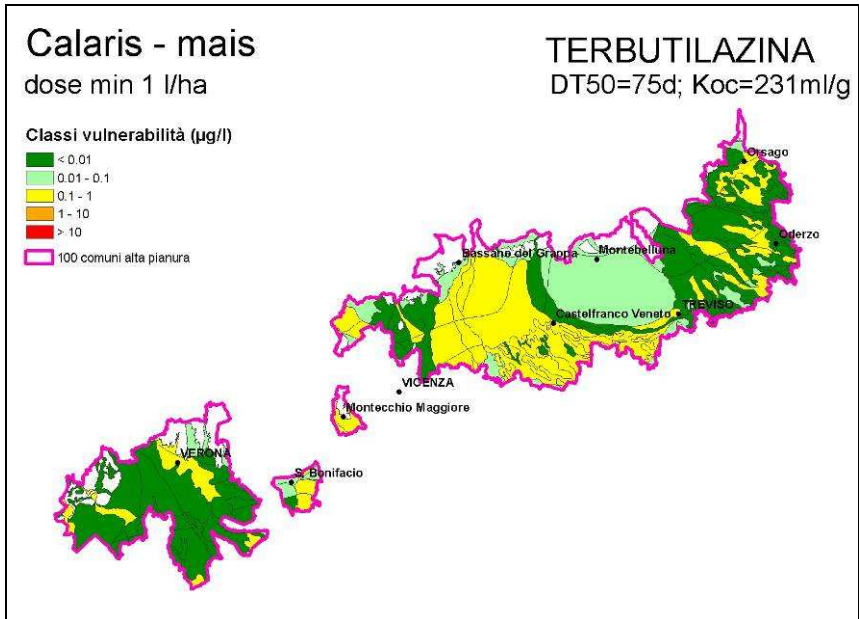 Calaris - mais
dose min 1 l/ha
TERBUTILAZINA
DT50=75d; Koc=231ml/g
Classi vulnerabilità (µg/l)
< 0.01
0.01 - 0.1
0.1 - 1
1 - 10
> 10
100 comuni alta pianura
Orsago
Oderzo
Bassano del Grappa
Montebelluna
Castelfranco Veneto
TREVISO
VICENZA
Montecchio Maggiore
VERONA
S. Bonifacio